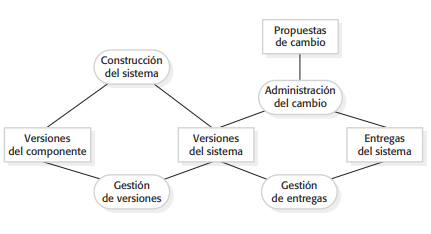 Propuestas
de cambio
Construcción
del sistema
Administración
del cambio
Versiones
del componente
Versiones
del sistema
Entregas
del sistema
Gestión
de versiones
Gestión
de entregas